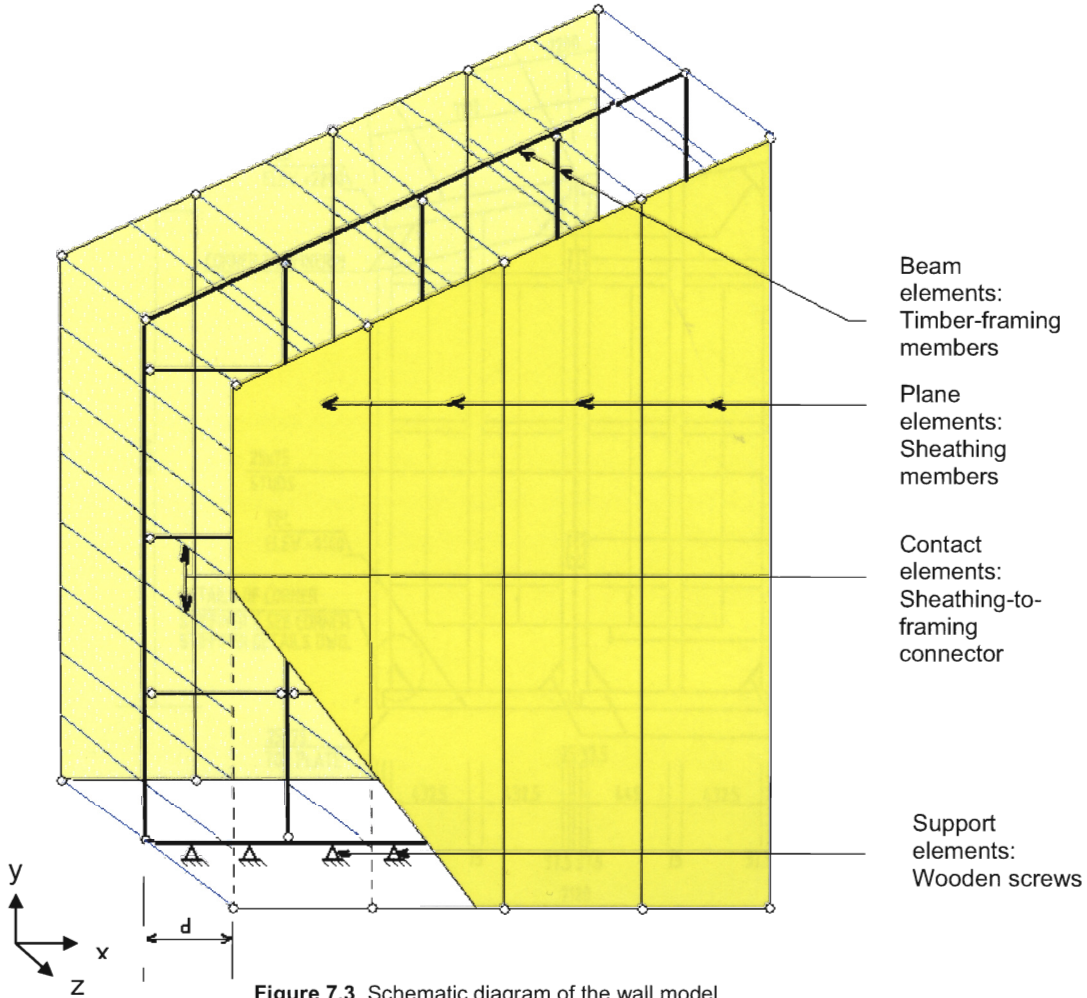 Beam
elements:
Timber-framing
members
Plane
elements:
Sheathing
members
Contact
elements:
Sheathing-to-
framing
connector
Support
elements:
Wooden screws
y
x
z
d
Figure 7.3 Schematic diagram of the wall model